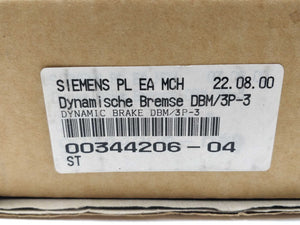 SIEMENS PL EA MCH 22.08.00
Dynamische Bremse DBM/3P-3
DYNAMIC BRAKE DBM/3P-3
00344206-04
ST